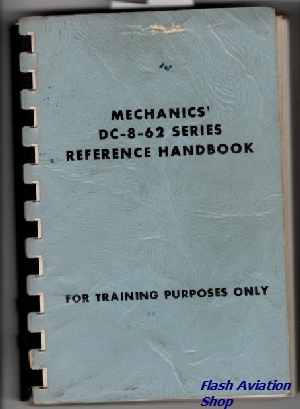 MECHANICS'
DC-8-62 SERIES
REFERENCE HANDBOOK
FOR TRAINING PURPOSES ONLY
Flash Aviation
Shop